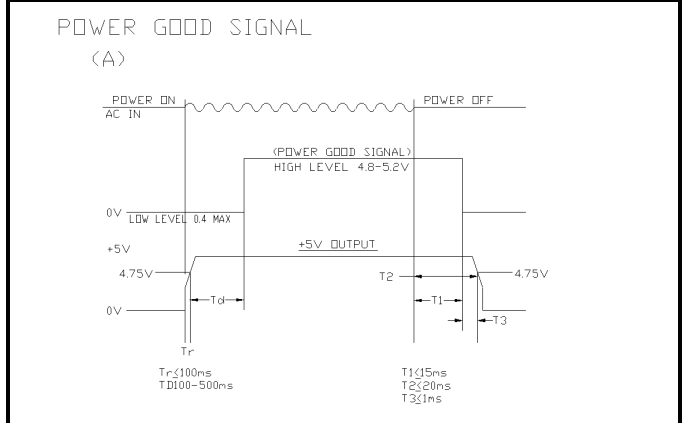 POWER GOOD SIGNAL
(A)
POWER ON
POWER OFF
AC IN
(POWER GOOD SIGNAL)
HIGH LEVEL 4.8-5.2V
0V
LOW LEVEL 0.4 MAX
+5V
+5V OUTPUT
4.75V
T2
4.75V
Td
T1
0V
T3
Tr
Tr≤100ms
TD100-500ms
T1≤15ms
T2≤20ms
T3≤1ms